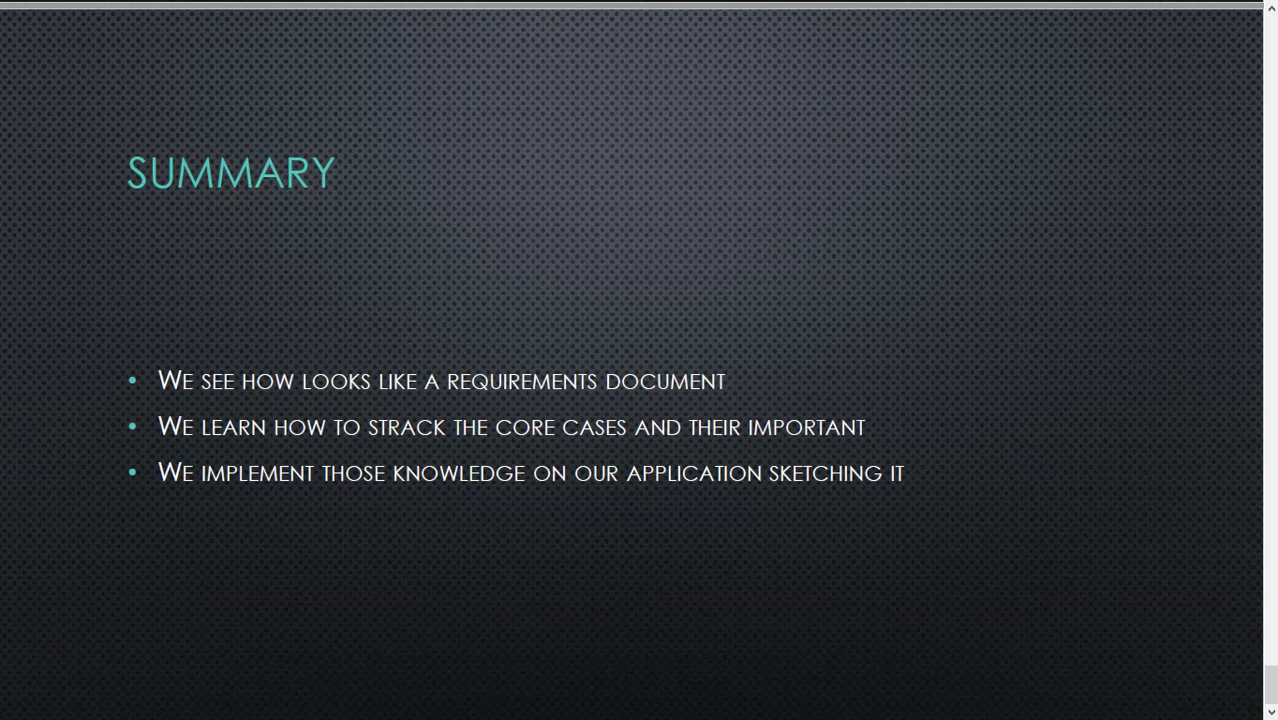 SUMMARY
• WE SEE HOW LOOKS LIKE A REQUIREMENTS DOCUMENT
• WE LEARN HOW TO STRACK THE CORE CASES AND THEIR IMPORTANT
• WE IMPLEMENT THOSE KNOWLEDGE ON OUR APPLICATION SKETCHING IT